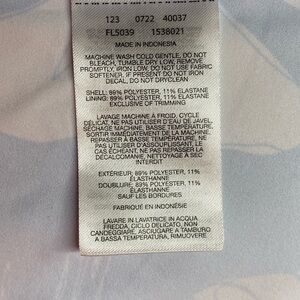 123 0722 40037
FL5039 1538021
MADE IN INDONESIA
MACHINE WASH COLD GENTLE, DO NOT
BLEACH, TUMBLE DRY LOW, REMOVE
PROMPTLY, IRON LOW, DO NOT USE FABRIC
SOFTENER, IF PRESENT DO NOT IRON
DECAL, DO NOT DRYCLEAN
SHELL: 89% POLYESTER, 11% ELASTANE
LINING: 89% POLYESTER, 11% ELASTANE
EXCLUSIVE OF TRIMMING
LAVAGE MACHINE A FROID, CYCLE
DÉLICAT, NE PAS UTILISER D'EAU DE JAVEL,
SÉCHAGE MACHINE, BASSE TEMPÉRATURE,
SORTIR IMMÉDIATEMENT DE LA MACHINE,
REPASSER, BASSE TEMPÉRATURE, NE PAS
UTILISER D'ASSOUPLISSANT, LE
CAS ÉCHÉANT, NE PAS REPASSER LA
DÉCALCOMANIE, NETTOYAGE A SEC
INTERDIT
EXTÉRIEUR: 89% POLYESTER, 11%
ÉLASTHANNE
DOUBLURE: 89% POLYESTER, 11%
ÉLASTHANNE
SAUF LES BORDURES
FABRIQUÉ EN INDONÉSIE
LAVARE IN LAVATRICE IN ACQUA
FREDDA, CICLO DELICATO, NON
CANDEGGIARE, ASCIUGARE A TAMBURO
A BASSA TEMPERATURA, RIMUOVERE